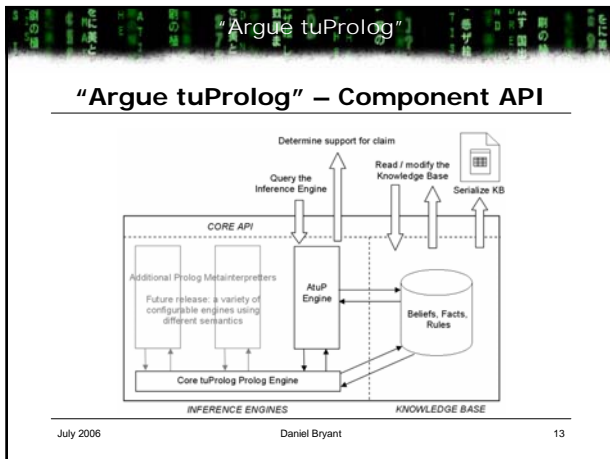 "Argue tuProlog"
"Argue tuProlog" – Component API
Determine support for claim
Query the
Inference Engine
Read / modify the
Knowledge Base
Serialize KB
CORE API
Additional Prolog Metainterpretters
Future release: a variety of
configurable engines using
different semantics
AtuP
Engine
Beliefs, Facts,
Rules
Core tuProlog Prolog Engine
INFERENCE ENGINES
KNOWLEDGE BASE
July 2006
Daniel Bryant
13